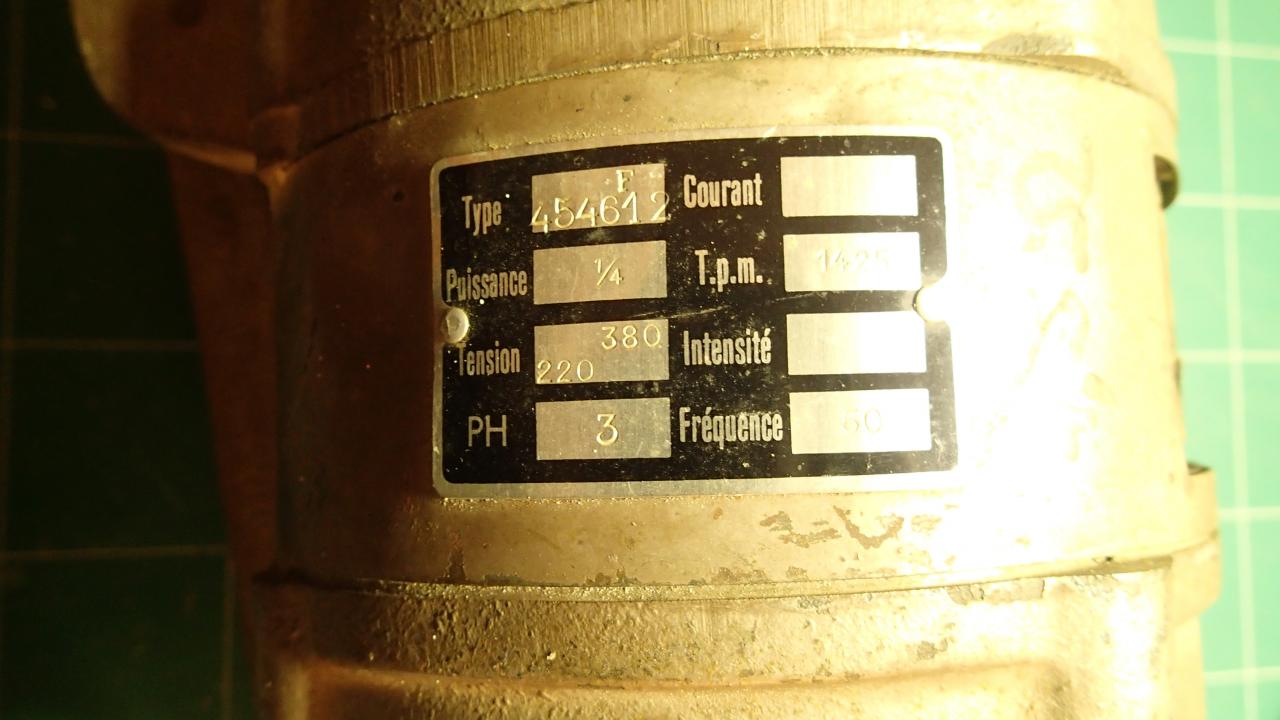 Type F 454612 Courant
Puissance 1/4 T.p.m. 1425
Tension 220 380 Intensité
PH 3 Fréquence 50